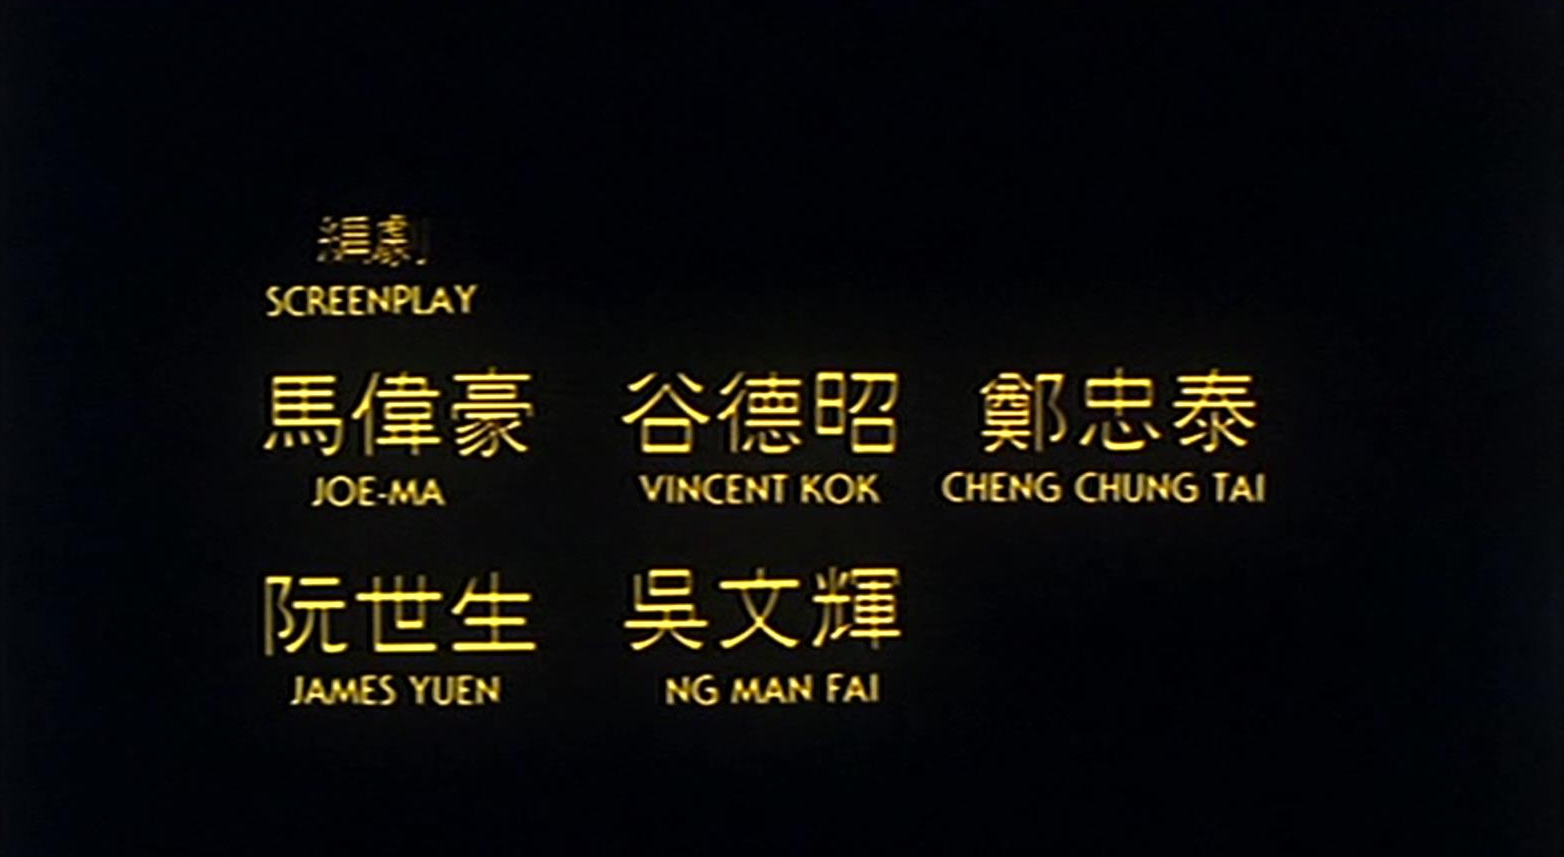 編劇
SCREENPLAY
馬偉豪 谷德昭 鄭忠泰
JOE-MA VINCENT KOK CHENG CHUNG TAI
阮世生 吳文輝
JAMES YUEN NG MAN FAI